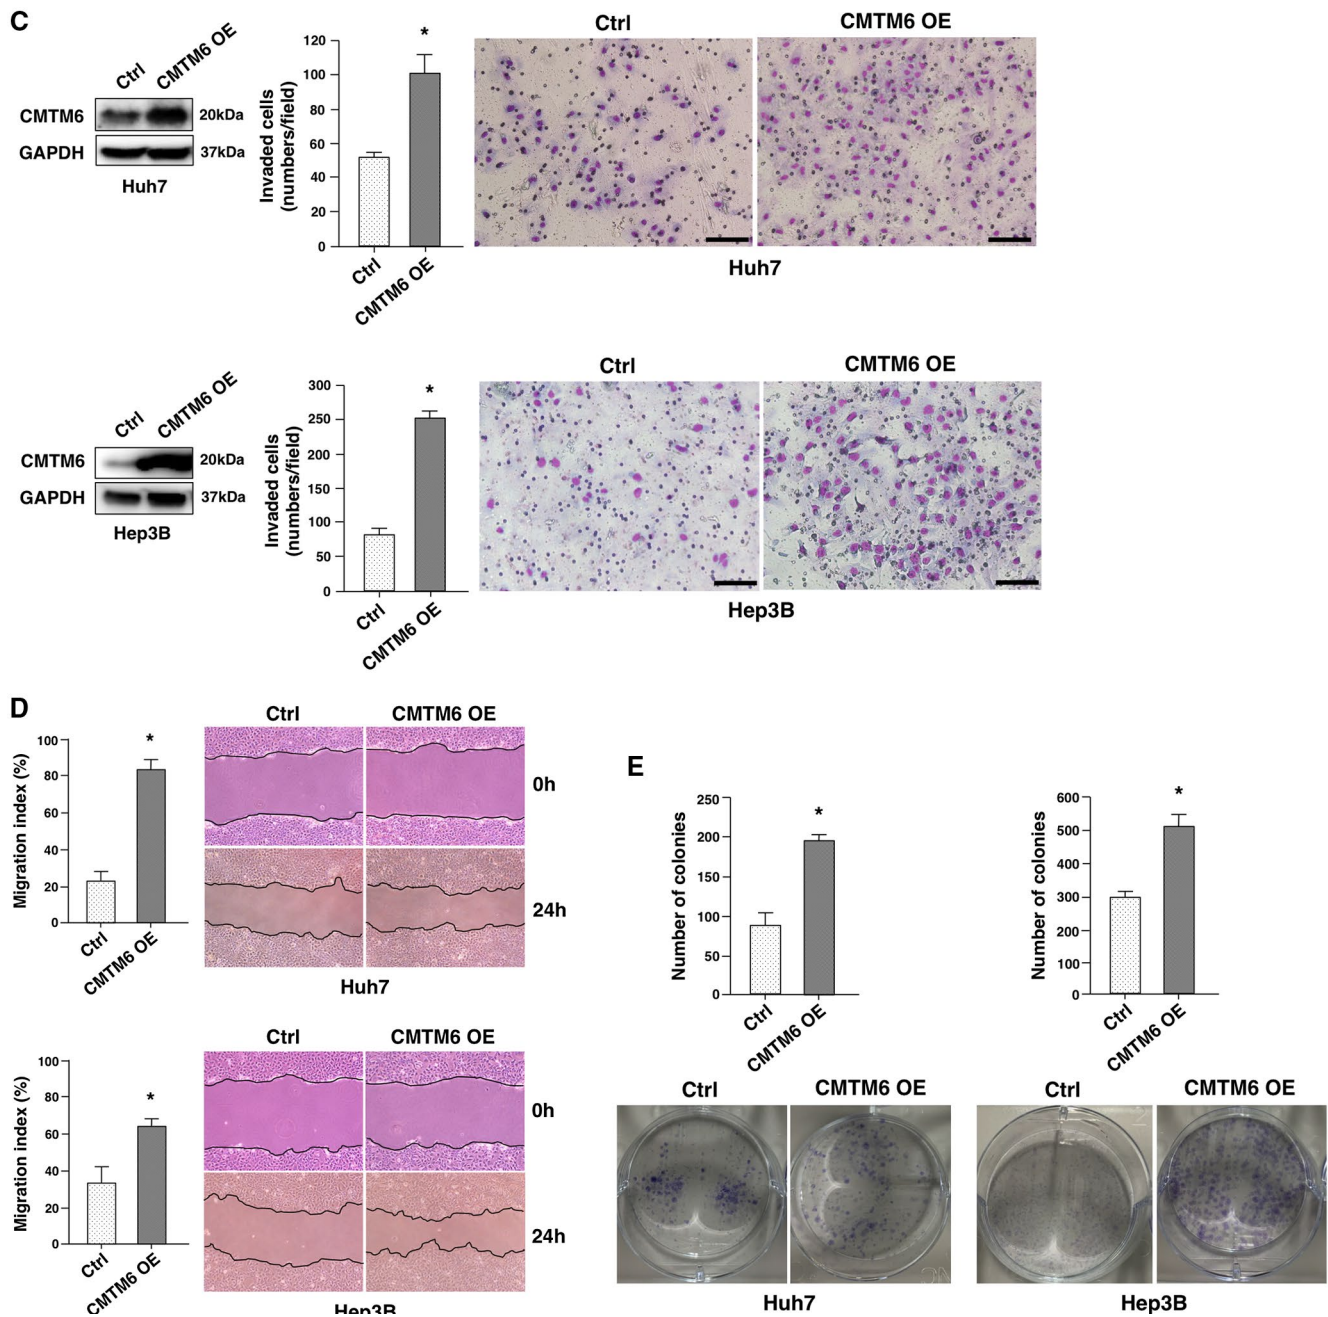 C
Ctrl
CMTM6 OE
CMTM6
20kDa
GAPDH
37kDa
Huh7
Invaded cells
(numbers/field)
120
100
80
60
40
20
0
*
Ctrl
CMTM6 OE
Ctrl
CMTM6 OE
Huh7
Ctrl
CMTM6 OE
CMTM6
20kDa
GAPDH
37kDa
Hep3B
Invaded cells
(numbers/field)
300
250
200
150
100
50
0
*
Ctrl
CMTM6 OE
Ctrl
CMTM6 OE
Hep3B
D
Migration index (%)
100
80
60
40
20
0
*
Ctrl
CMTM6 OE
Ctrl
CMTM6 OE
0h
24h
Huh7
Migration index (%)
100
80
60
40
20
0
*
Ctrl
CMTM6 OE
Ctrl
CMTM6 OE
0h
24h
Hep3B
E
Number of colonies
250
200
150
100
50
0
*
Ctrl
CMTM6 OE
Number of colonies
600
500
400
300
200
100
0
*
Ctrl
CMTM6 OE
Ctrl
CMTM6 OE
Ctrl
CMTM6 OE
Huh7
Hep3B